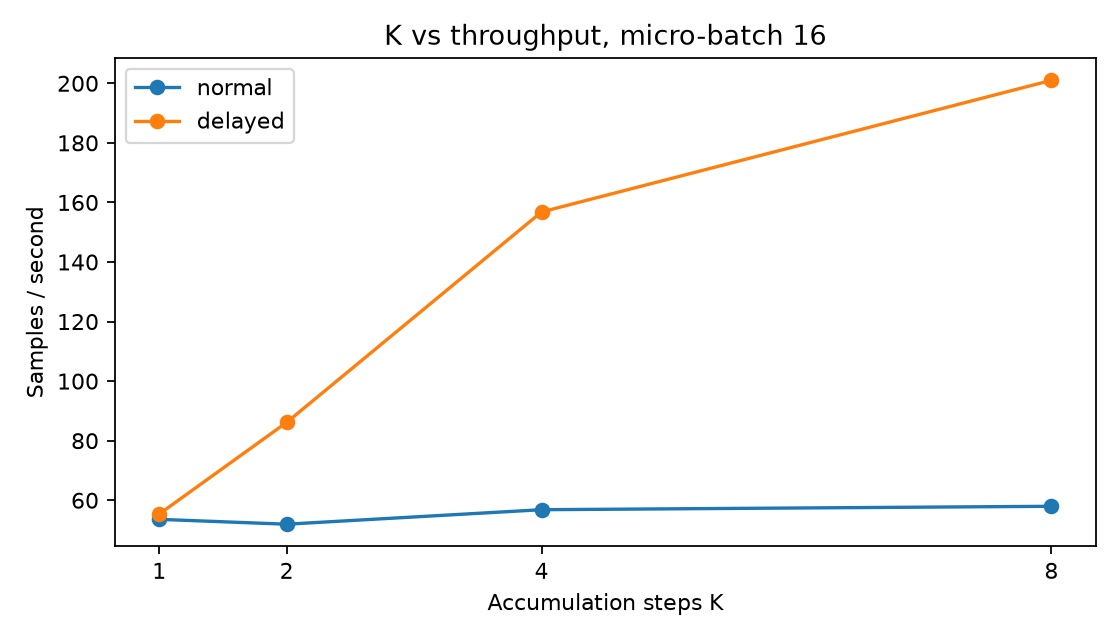 K vs throughput, micro-batch 16
normal
delayed
Samples / second
200
180
160
140
120
100
80
60
1 2 4 8
Accumulation steps K